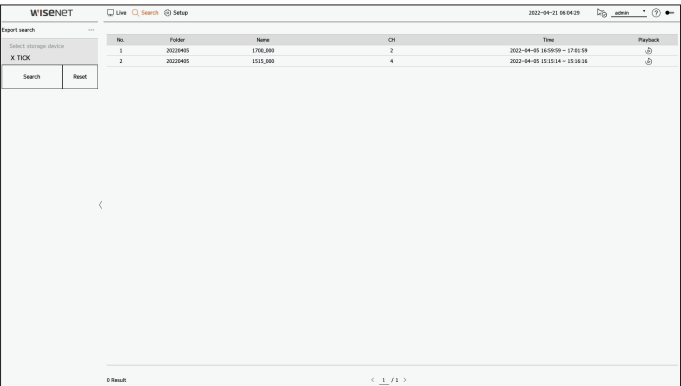 WISENET
Live Search Setup
2022-04-21 06:04:29 admin ?
Export search ...
Select storage device
X TICK
Search Reset
No. Folder Name CH Time Playback
1 20220405 1700_000 2 2022-04-05 16:59:59 ~ 17:01:59
2 20220405 1515_000 4 2022-04-05 15:15:14 ~ 15:16:16
0 Result < 1 / 1 >